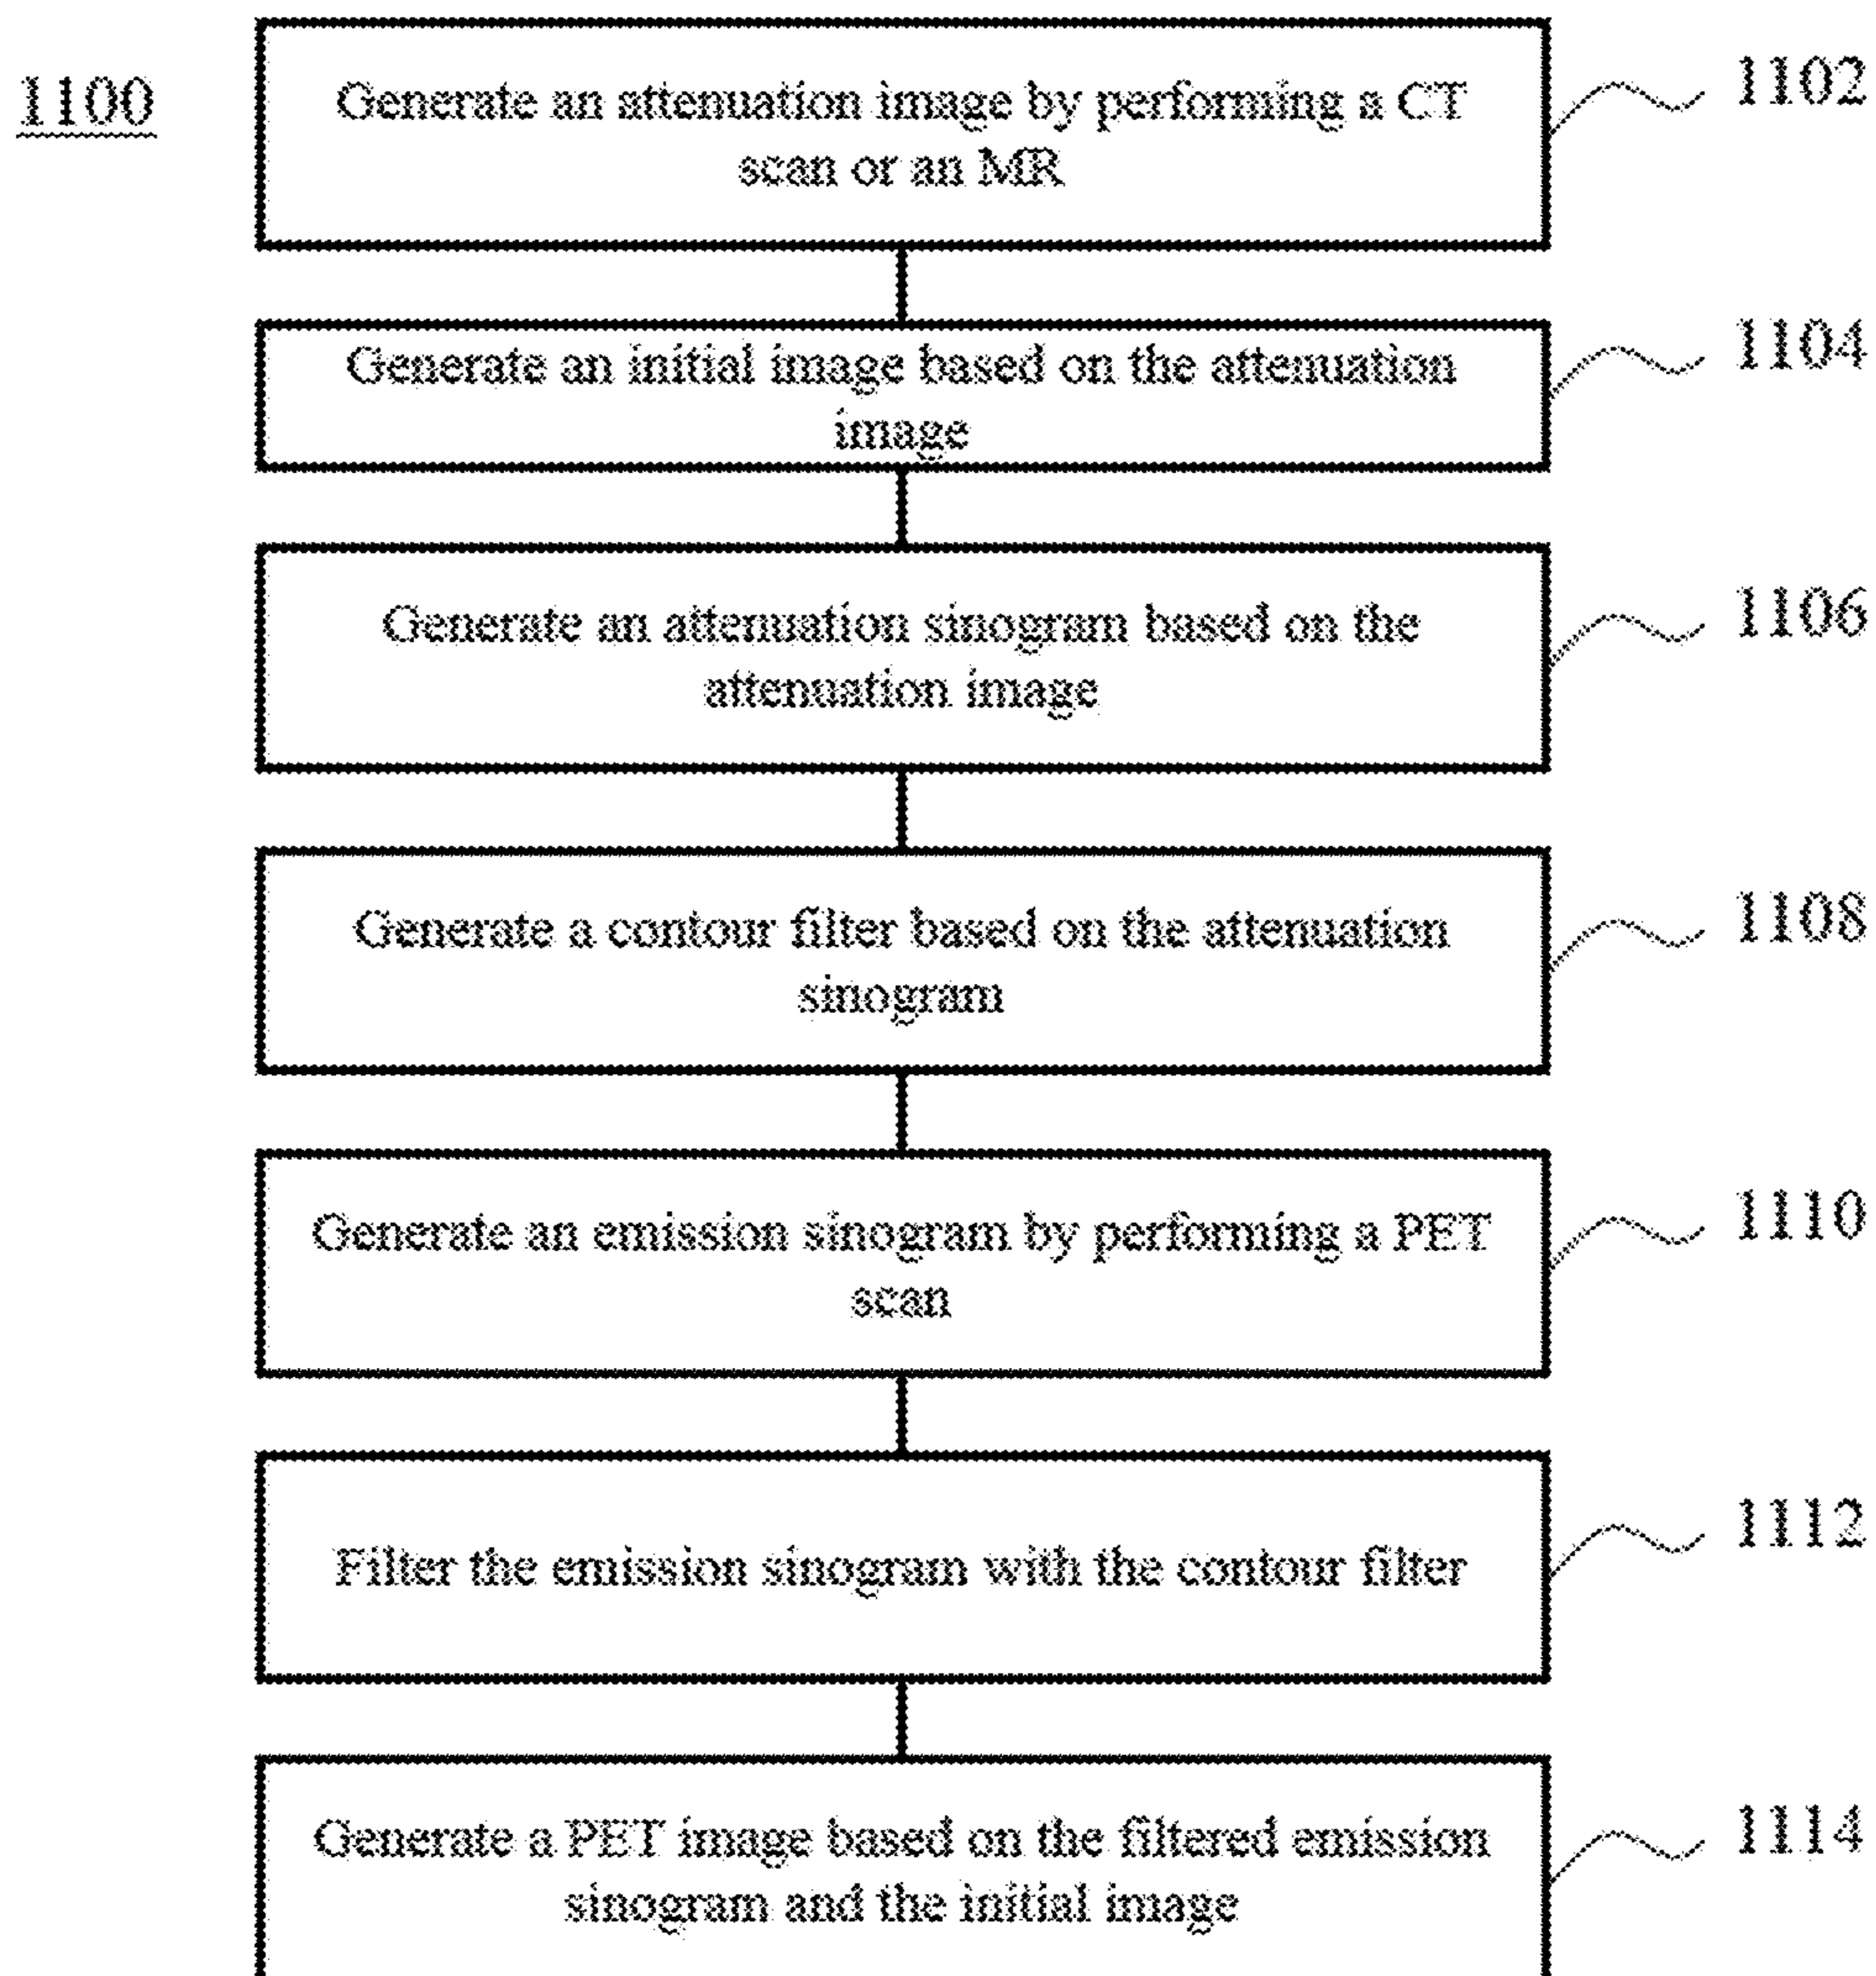 1100
Generate an attenuation image by performing a CT
scan or an MR
1102
Generate an initial image based on the attenuation
image
1104
Generate an attenuation sinogram based on the
attenuation image
1106
Generate a contour filter based on the attenuation
sinogram
1108
Generate an emission sinogram by performing a PET
scan
1110
Filter the emission sinogram with the contour filter
1112
Generate a PET image based on the filtered emission
sinogram and the initial image
1114